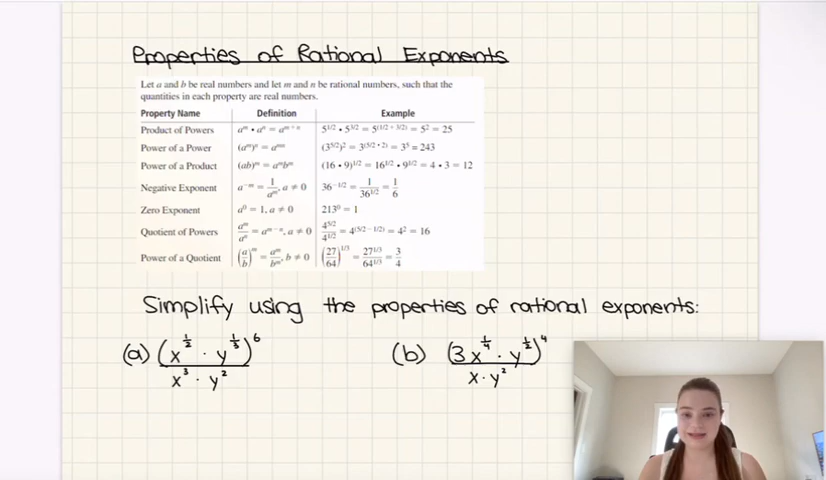 Properties of Rational Exponents
Let a and b be real numbers and let m and n be rational numbers, such that the
quantities in each property are real numbers.
Property Name Definition Example
Product of Powers a^m • a^n = a^(m + n) 5^(1/2) • 5^(3/2) = 5^(1/2 + 3/2) = 5^2 = 25
Power of a Power (a^m)^n = a^(mn) (3^(5/2))^2 = 3^(5/2 • 2) = 3^5 = 243
Power of a Product (ab)^m = a^m b^m (16 • 9)^(1/2) = 16^(1/2) • 9^(1/2) = 4 • 3 = 12
Negative Exponent a^(-m) = 1/a^m, a ≠ 0 36^(-1/2) = 1/36^(1/2) = 1/6
Zero Exponent a^0 = 1, a ≠ 0 213^0 = 1
Quotient of Powers a^m/a^n = a^(m - n), a ≠ 0 4^(5/2)/4^(1/2) = 4^(5/2 - 1/2) = 4^2 = 16
Power of a Quotient (a/b)^m = a^m/b^m, b ≠ 0 (27/64)^(1/3) = 27^(1/3)/64^(1/3) = 3/4
Simplify using the properties of rational exponents:
(a) (x^(1/2) · y^(1/3))^6 / (x^3 · y^2) (b) (3x^(1/4) · y^(1/2))^4 / (x · y^2)